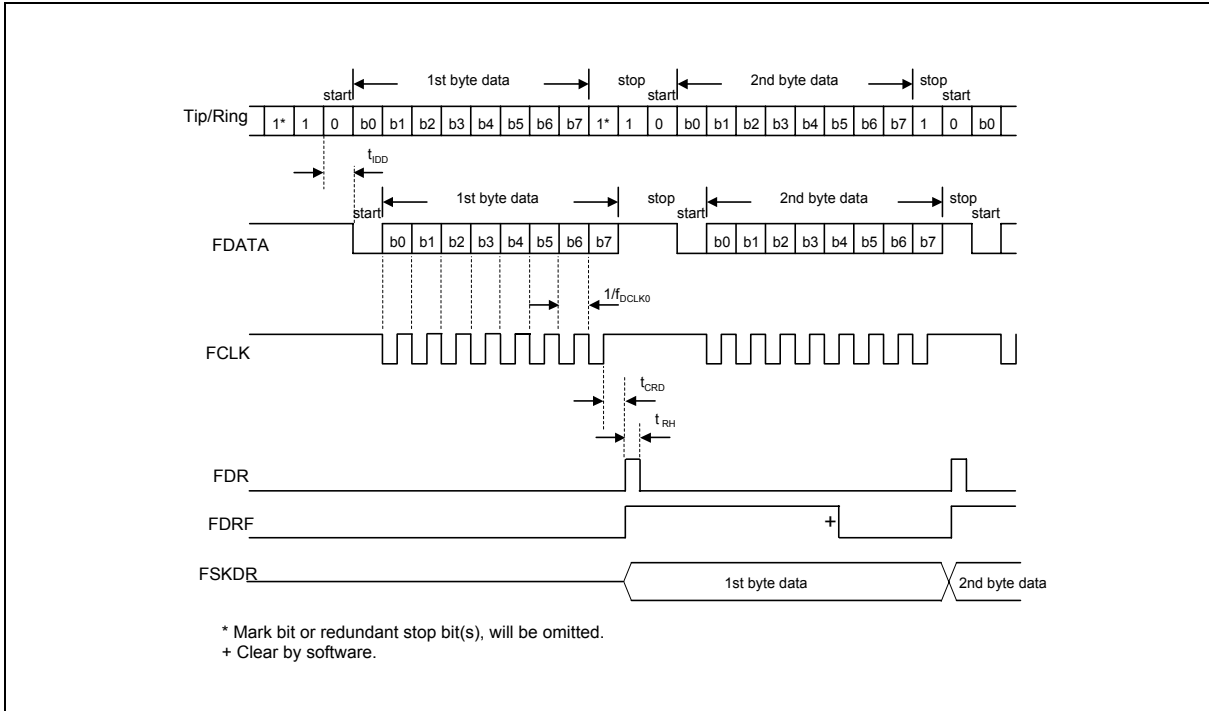 1st byte data stop 2nd byte data stop
start start start
Tip/Ring 1* 1 0 b0 b1 b2 b3 b4 b5 b6 b7 1* 1 0 b0 b1 b2 b3 b4 b5 b6 b7 1 0 b0
tIDD
1st byte data stop 2nd byte data stop
start start start
FDATA b0 b1 b2 b3 b4 b5 b6 b7 b0 b1 b2 b3 b4 b5 b6 b7
1/fDCLK0
FCLK
tCRD
t RH
FDR
FDRF +
FSKDR 1st byte data 2nd byte data
* Mark bit or redundant stop bit(s), will be omitted.
+ Clear by software.